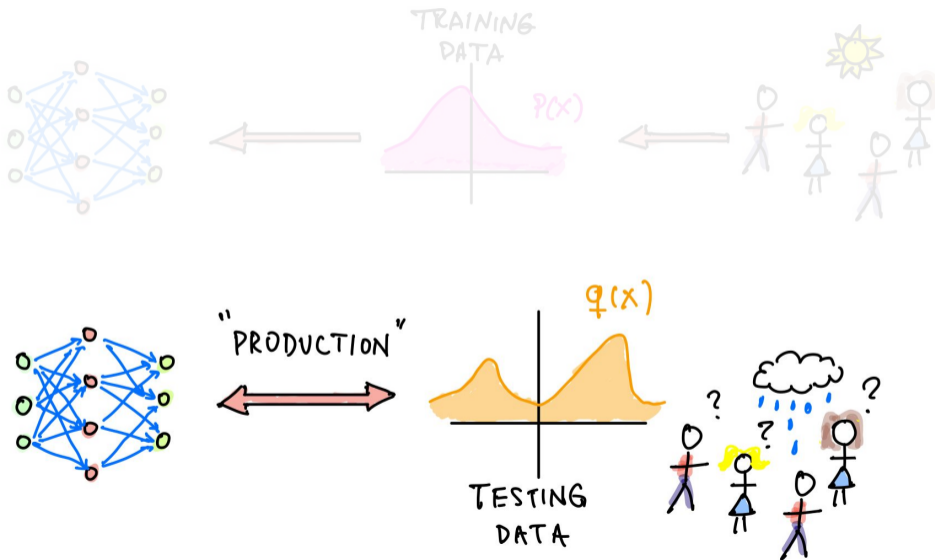 TRAINING
DATA
P(X)
"PRODUCTION"
q(X)
?
?
?
TESTING
DATA